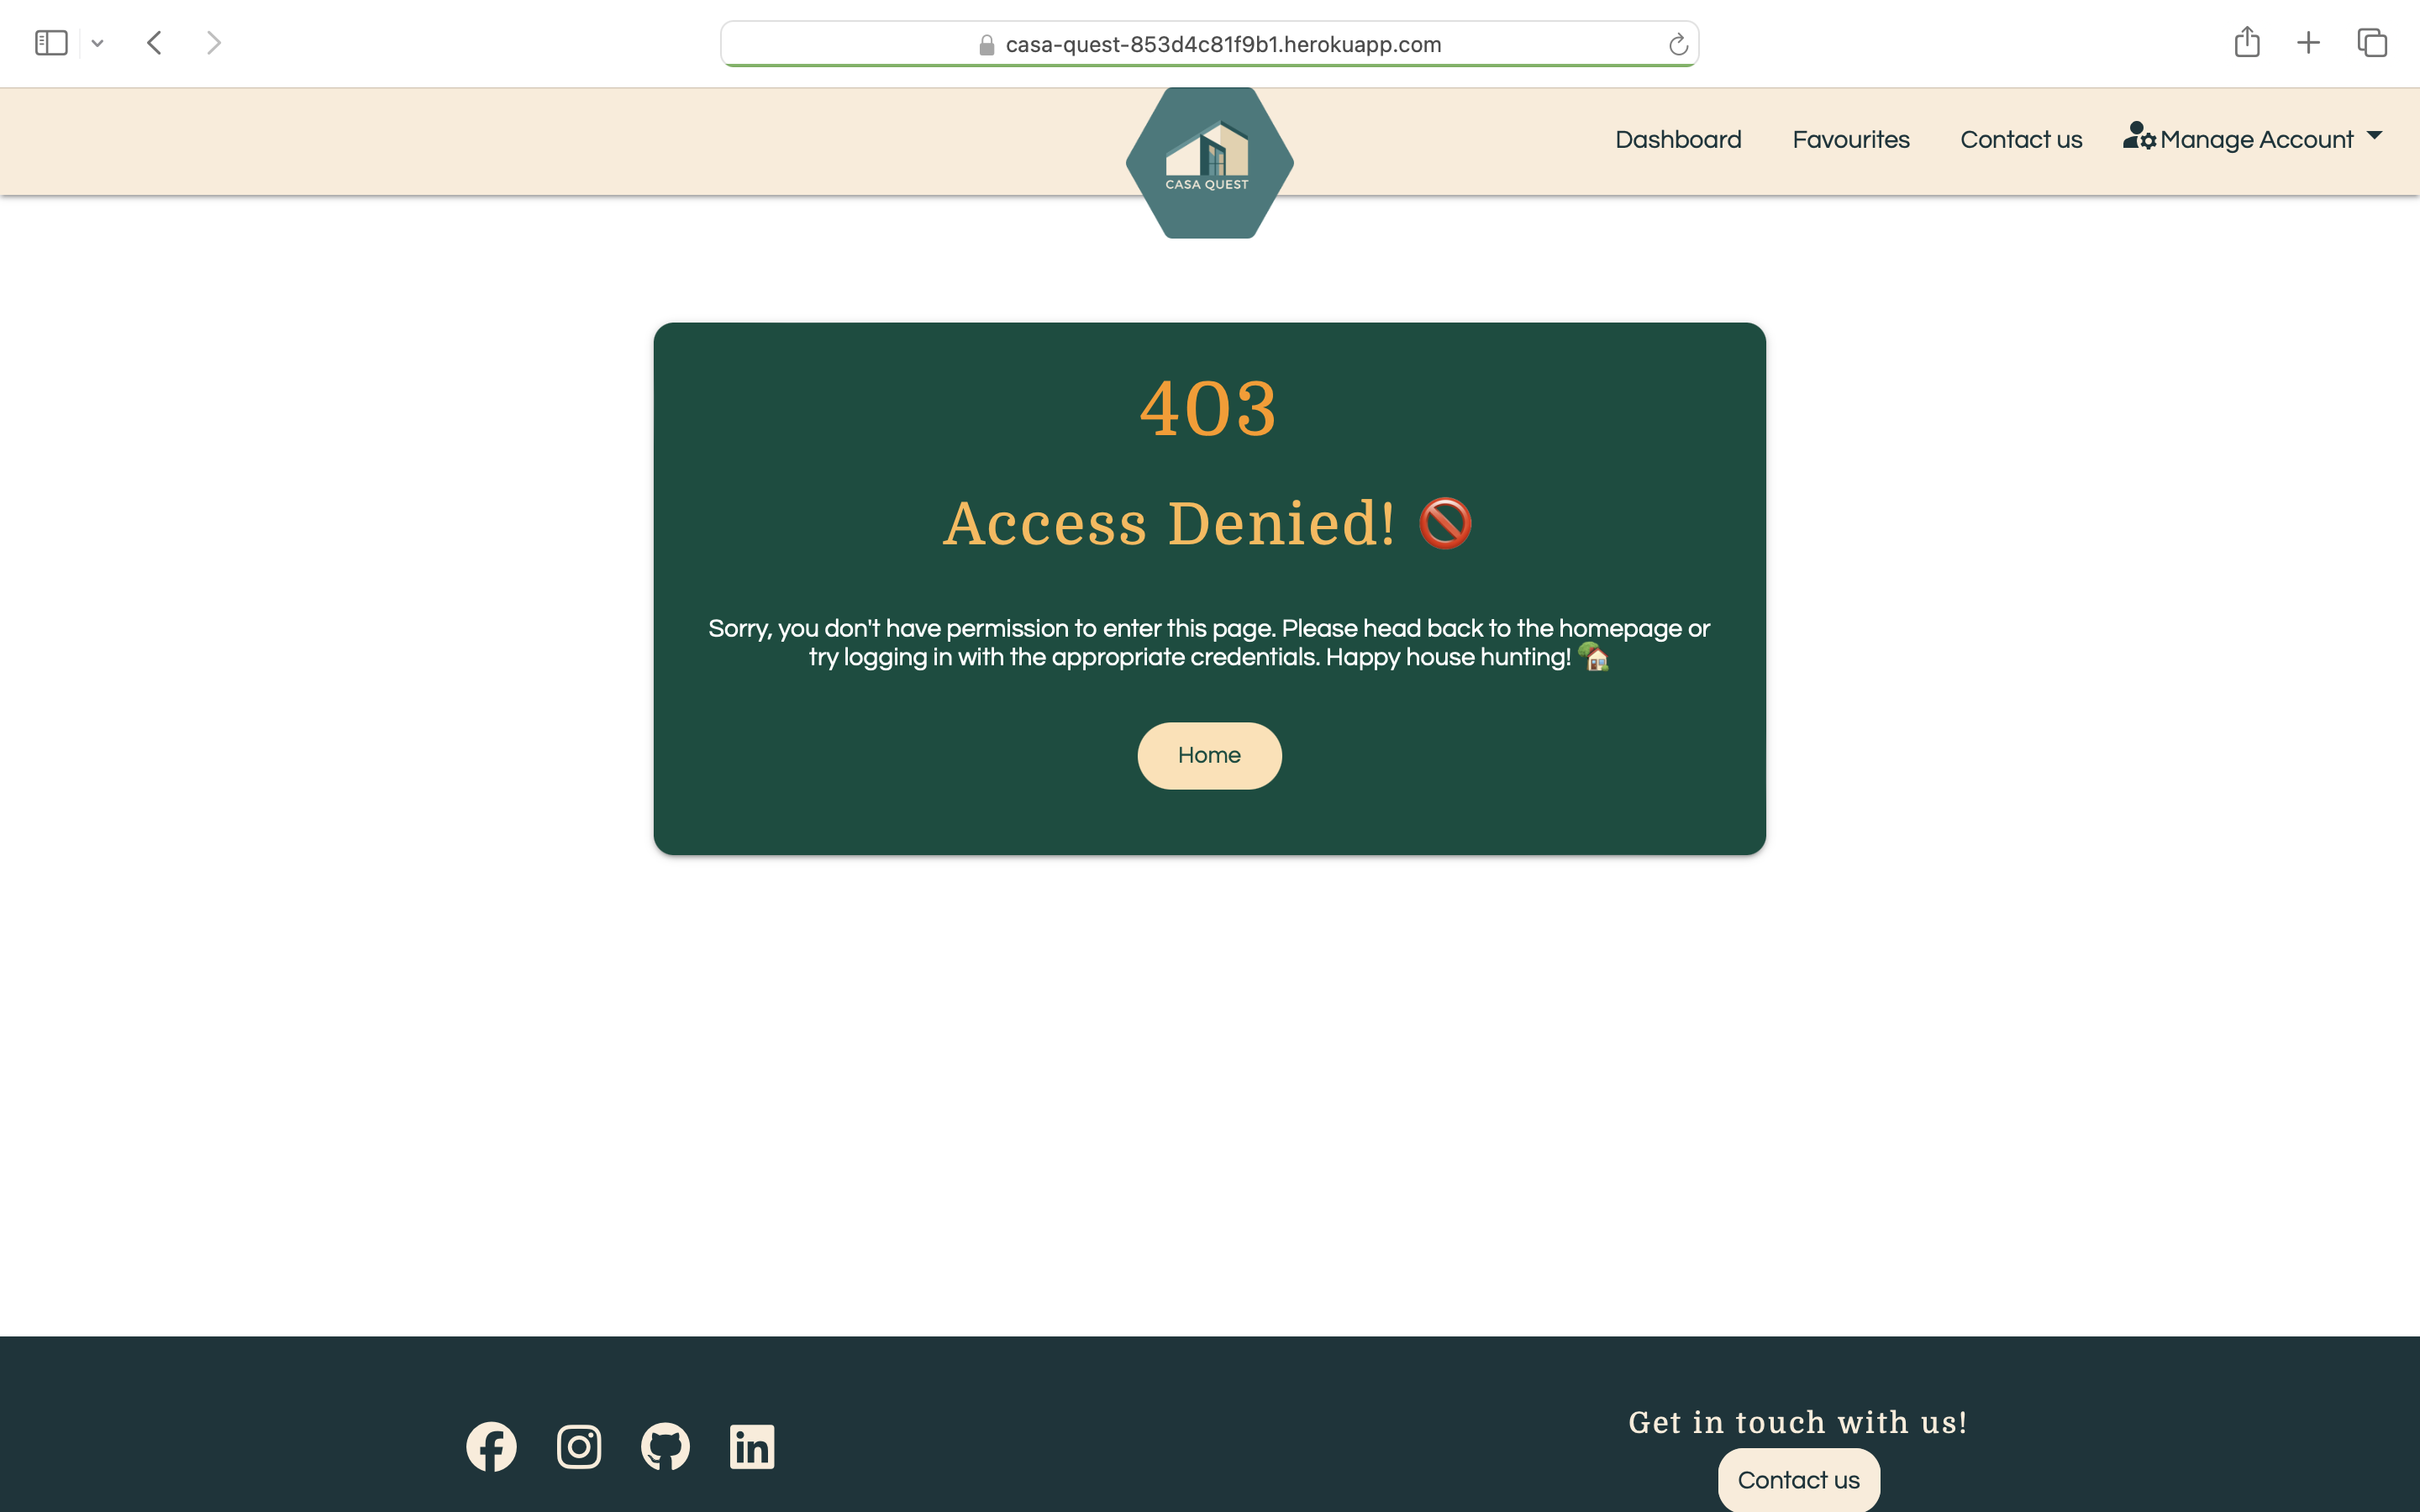 casa-quest-853d4c81f9b1.herokuapp.com
CASA QUEST
Dashboard
Favourites
Contact us
Manage Account
403
Access Denied! 🚫
Sorry, you don't have permission to enter this page. Please head back to the homepage or
try logging in with the appropriate credentials. Happy house hunting! 🏡
Home
Get in touch with us!
Contact us